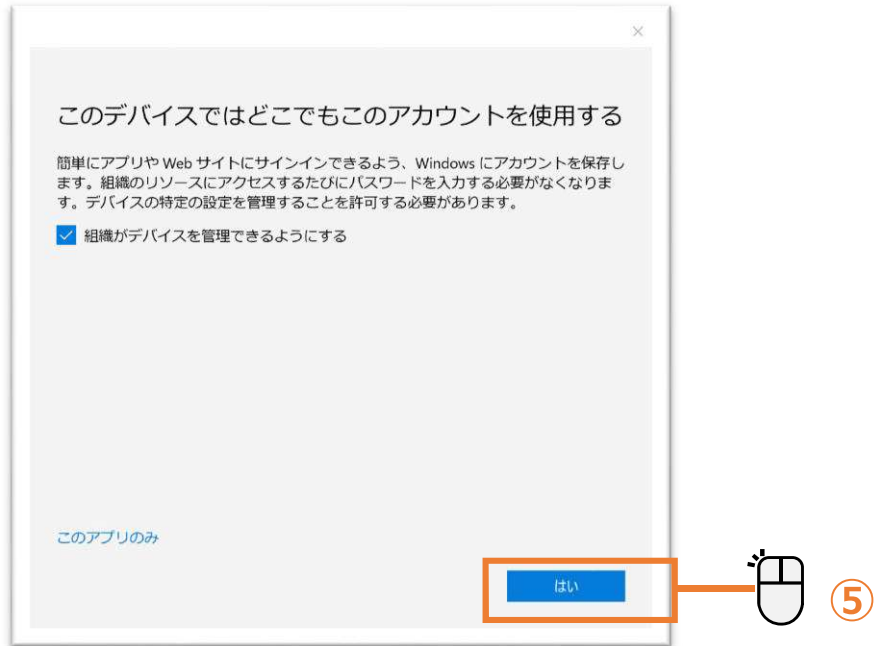 ×
このデバイスではどこでもこのアカウントを使用する
簡単にアプリや Web サイトにサインインできるよう、Windows にアカウントを保存し
ます。組織のリソースにアクセスするたびにパスワードを入力する必要がなくなりま
す。デバイスの特定の設定を管理することを許可する必要があります。
組織がデバイスを管理できるようにする
このアプリのみ
はい
⑤